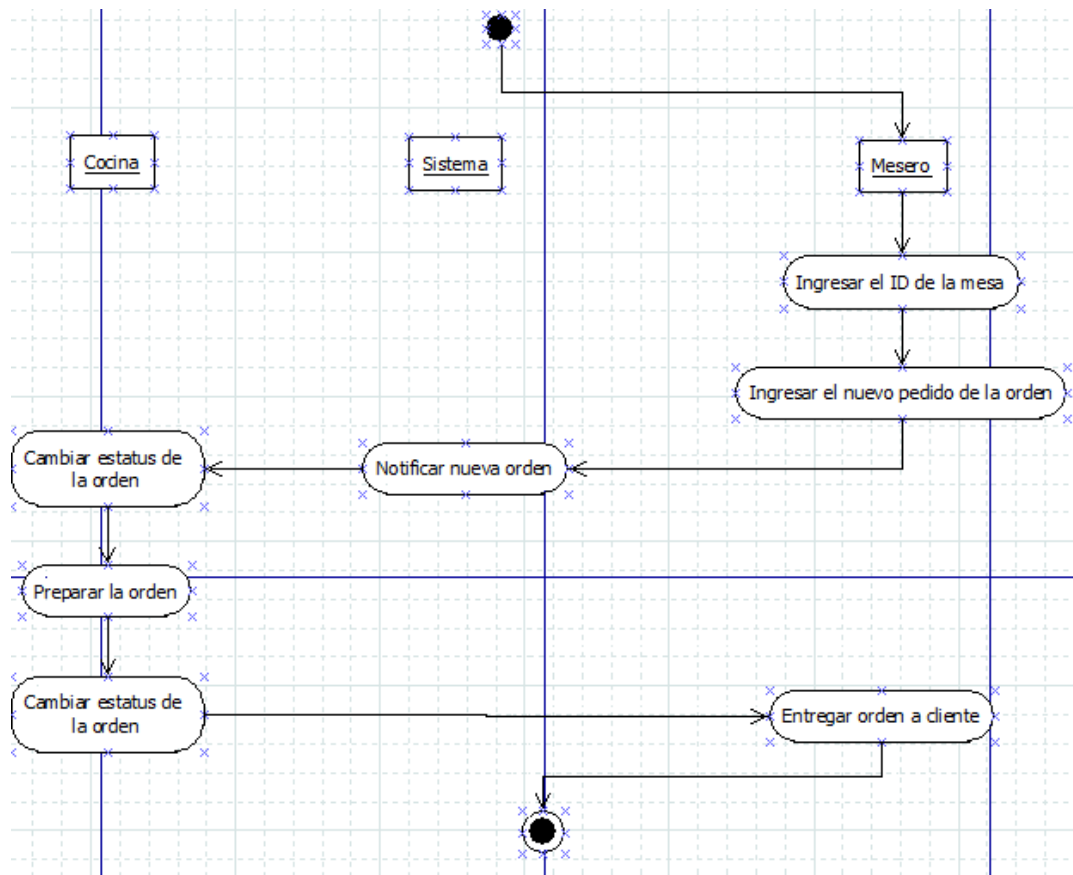 Cocina
Sistema
Mesero
Ingresar el ID de la mesa
Ingresar el nuevo pedido de la orden
Cambiar estatus de
la orden
Notificar nueva orden
Preparar la orden
Cambiar estatus de
la orden
Entregar orden a cliente